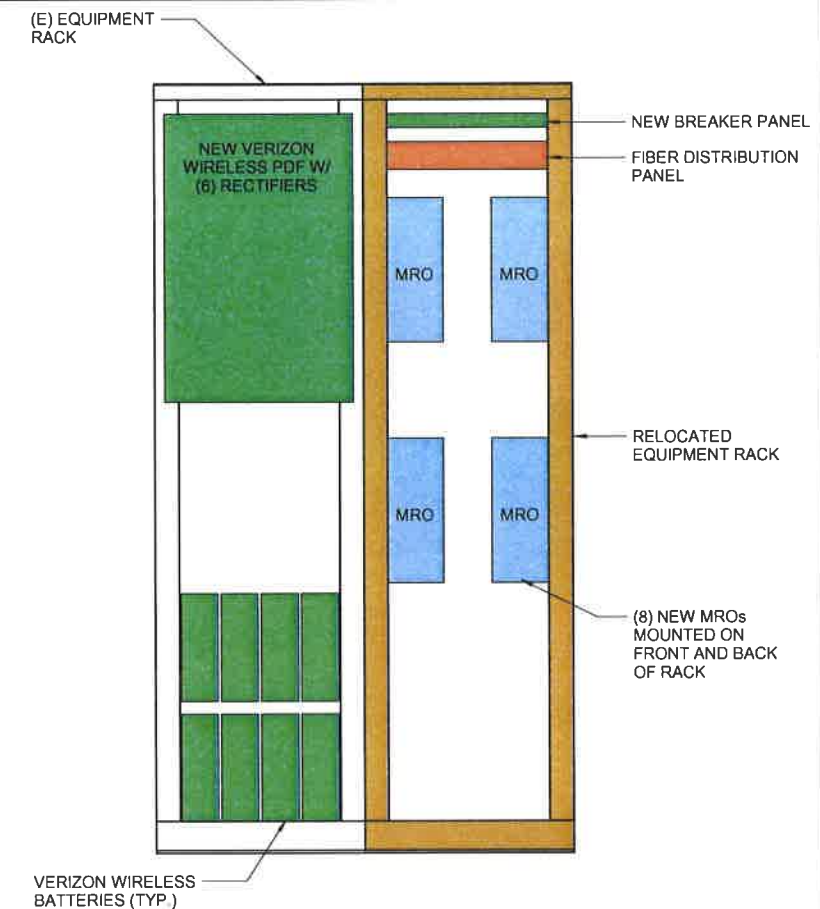 (E) EQUIPMENT
RACK
NEW VERIZON
WIRELESS PDF W/
(6) RECTIFIERS
NEW BREAKER PANEL
FIBER DISTRIBUTION
PANEL
MRO
MRO
RELOCATED
EQUIPMENT RACK
MRO
MRO
(8) NEW MROs
MOUNTED ON
FRONT AND BACK
OF RACK
VERIZON WIRELESS
BATTERIES (TYP.)